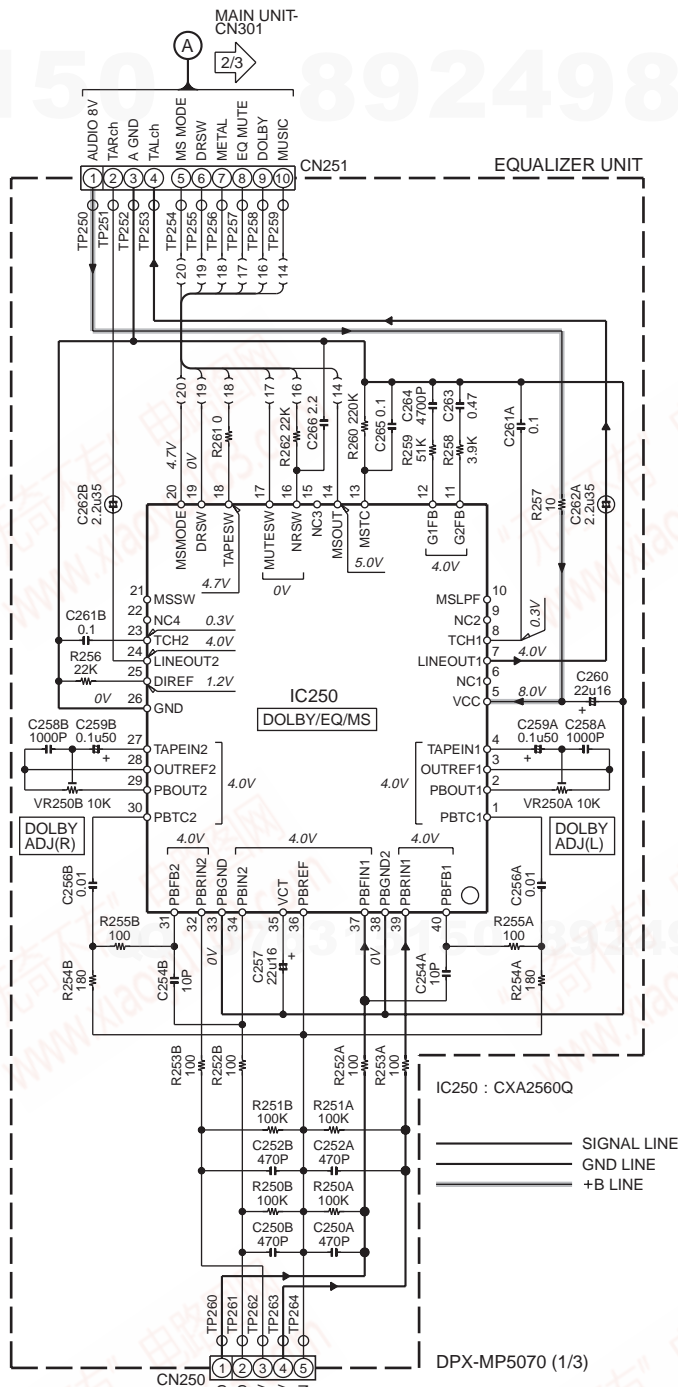 MAIN UNIT-
CN301
A
2/3
AUDIO 8V
TARch
A GND
TALch
MS MODE
DRSW
METAL
EQ MUTE
DOLBY
MUSIC
CN251
EQUALIZER UNIT
1 2 3 4 5 6 7 8 9 10
TP250
TP251
TP252
TP253
TP254
TP255
TP256
TP257
TP258
TP259
20 19 18 17 16 14
20 19 18 17 16 14
4.7V
0V
R261 0
R262 22K
C266 2.2
R260 220K
C265 0.1
C264
4700P
R259
51K
C263
0.47
R258
3.9K
C261A
0.1
R257
10
C262A
2.2u35
C262B
2.2u35
20 19 18 17 16 15 14 13 12 11
MSMODE
DRSW
TAPESW
MUTESW
NRSW
NC3
MSOUT
MSTC
G1FB
G2FB
4.7V
0V
5.0V
4.0V
21 MSSW
22 NC4
23 TCH2
24 LINEOUT2
25 DIREF
26 GND
27 TAPEIN2
28 OUTREF2
29 PBOUT2
30 PBTC2
0.3V
4.0V
1.2V
0V
4.0V
C261B
0.1
R256
22K
IC250
DOLBY/EQ/MS
10 MSLPF
9 NC2
8 TCH1
7 LINEOUT1
6 NC1
5 VCC
4 TAPEIN1
3 OUTREF1
2 PBOUT1
1 PBTC1
0.3V
4.0V
8.0V
4.0V
C260
22u16
+
C258B
1000P
C259B
0.1u50
+
VR250B 10K
DOLBY
ADJ(R)
C259A
0.1u50
+
C258A
1000P
VR250A 10K
DOLBY
ADJ(L)
4.0V
4.0V
4.0V
PBFB2
PBRIN2
PBGND
PBIN2
VCT
PBREF
PBFIN1
PBGND2
PBRIN1
PBFB1
31 32 33 34 35 36 37 38 39 40
0V
0V
C256B
0.01
R255B
100
R254B
180
C254B
10P
C257
22u16
+
C254A
10P
R255A
100
C256A
0.01
R254A
180
R253B
100
R252B
100
R252A
100
R253A
100
R251B
100K
R251A
100K
C252B
470P
C252A
470P
R250B
100K
R250A
100K
C250B
470P
C250A
470P
IC250 : CXA2560Q
SIGNAL LINE
GND LINE
+B LINE
TP260
TP261
TP262
TP263
TP264
CN250
1 2 3 4 5
DPX-MP5070 (1/3)